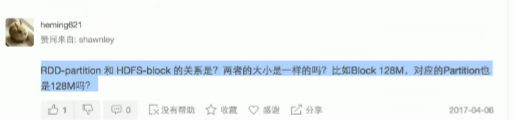 heming621
赞同来自: shawnley
RDD-partition 和 HDFS-block 的关系是？两者的大小是一样的吗？比如Block 128M，对应的Partition也
是128M吗？
1 0 没有帮助 收藏 感谢 分享 2017-04-06